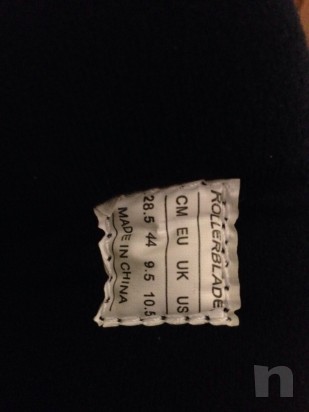 ROLLERBLADE
CM EU UK US
28.5 44 9.5 10.5
MADE IN CHINA
n